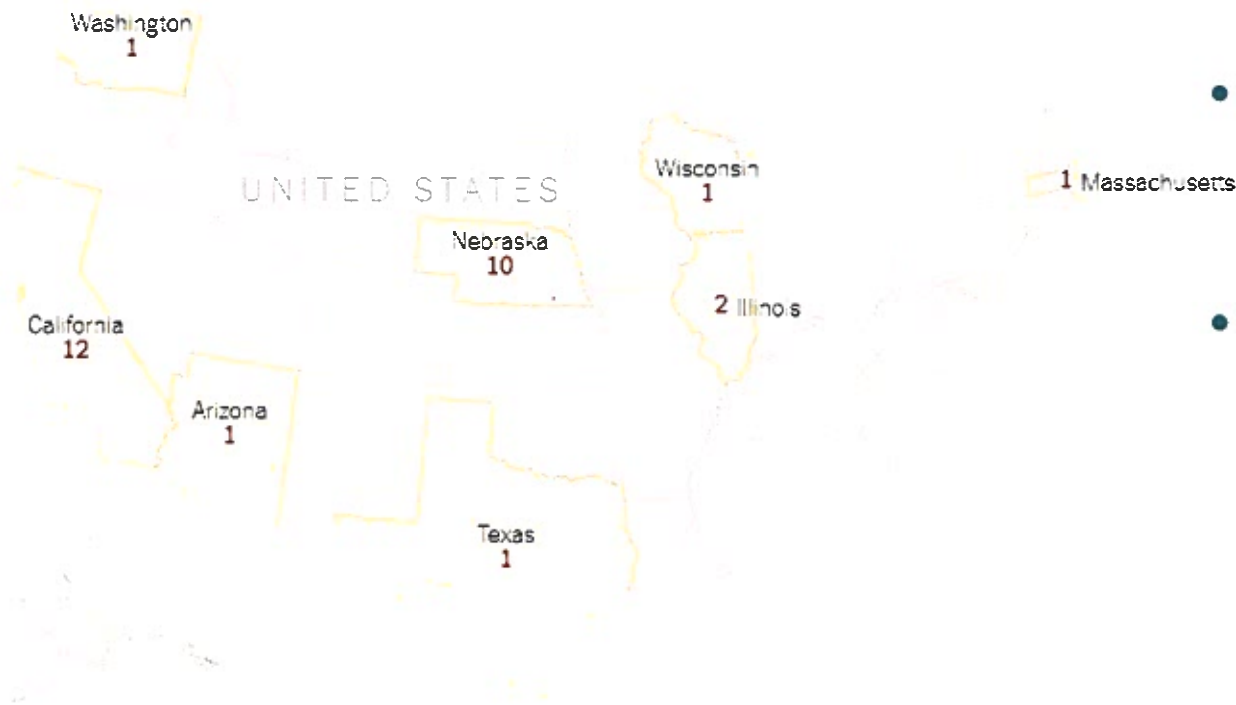 Washington
1
UNITED STATES
Wisconsin
1
1 Massachusetts
Nebraska
10
2 Illinois
California
12
Arizona
1
Texas
1